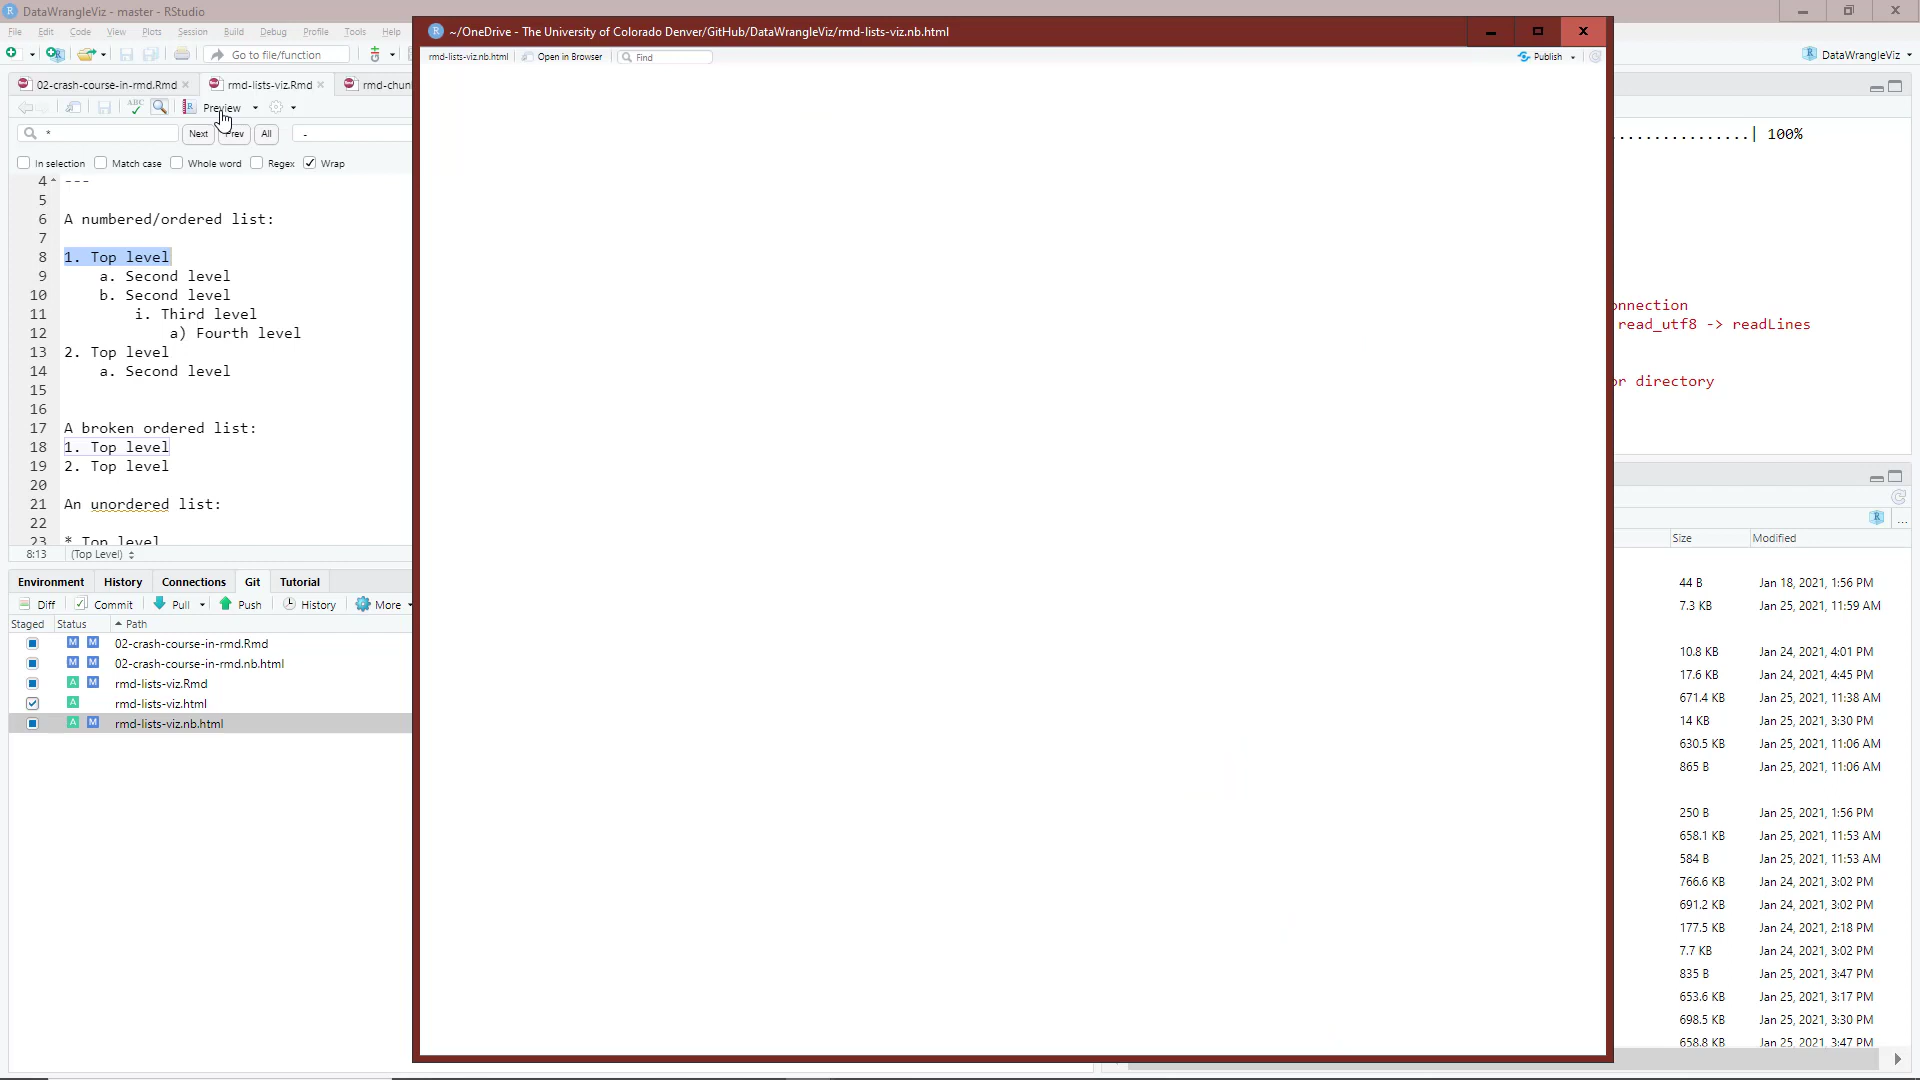 DataWrangleViz - master - RStudio
File Edit Code View Plots Session Build Debug Profile Tools Help
Go to file/function
DataWrangleViz
02-crash-course-in-rmd.Rmd
rmd-lists-viz.Rmd
rmd-chun
Preview
*
Next Prev All
-
In selection Match case Whole word Regex Wrap
4 ---
5
6 A numbered/ordered list:
7
8 1. Top level
9 a. Second level
10 b. Second level
11 i. Third level
12 a) Fourth level
13 2. Top level
14 a. Second level
15
16
17 A broken ordered list:
18 1. Top level
19 2. Top level
20
21 An unordered list:
22
23 * Top level
8:13 (Top Level)
Environment History Connections Git Tutorial
Diff Commit Pull Push History More
Staged Status Path
M M 02-crash-course-in-rmd.Rmd
M M 02-crash-course-in-rmd.nb.html
A M rmd-lists-viz.Rmd
A rmd-lists-viz.html
A M rmd-lists-viz.nb.html
~/OneDrive - The University of Colorado Denver/GitHub/DataWrangleViz/rmd-lists-viz.nb.html
rmd-lists-viz.nb.html Open in Browser Find Publish
................| 100%
nnection
read_utf8 -> readLines
or directory
...
Size Modified
44 B Jan 18, 2021, 1:56 PM
7.3 KB Jan 25, 2021, 11:59 AM
10.8 KB Jan 24, 2021, 4:01 PM
17.6 KB Jan 24, 2021, 4:45 PM
671.4 KB Jan 25, 2021, 11:38 AM
14 KB Jan 25, 2021, 3:30 PM
630.5 KB Jan 25, 2021, 11:06 AM
865 B Jan 25, 2021, 11:06 AM
250 B Jan 25, 2021, 1:56 PM
658.1 KB Jan 25, 2021, 11:53 AM
584 B Jan 25, 2021, 11:53 AM
766.6 KB Jan 24, 2021, 3:02 PM
691.2 KB Jan 24, 2021, 3:02 PM
177.5 KB Jan 24, 2021, 2:18 PM
7.7 KB Jan 24, 2021, 3:02 PM
835 B Jan 25, 2021, 3:47 PM
653.6 KB Jan 25, 2021, 3:17 PM
698.5 KB Jan 25, 2021, 3:30 PM
658.8 KB Jan 25, 2021, 3:47 PM